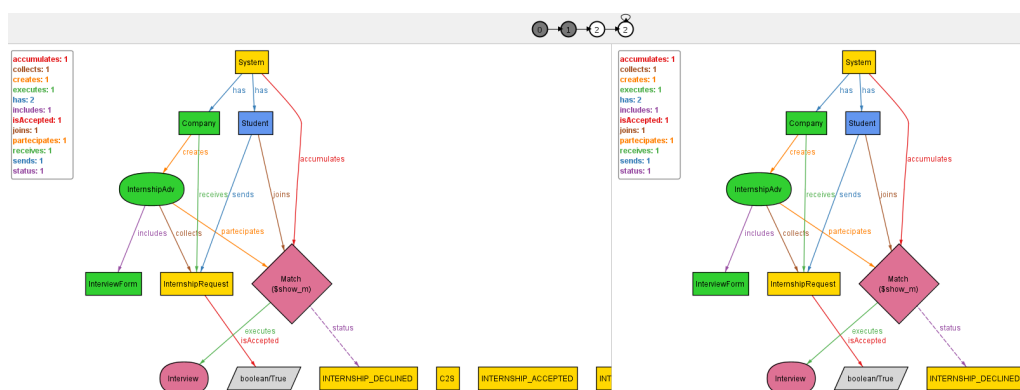 0 1 2 2
accumulates: 1
collects: 1
creates: 1
executes: 1
has: 2
includes: 1
isAccepted: 1
joins: 1
partecipates: 1
receives: 1
sends: 1
status: 1
System
has has
Company Student
creates accumulates
InternshipAdv receives sends joins
includes collects partecipates
InterviewForm InternshipRequest Match
($show_m)
status
executes
isAccepted
Interview boolean/True INTERNSHIP_DECLINED C2S INTERNSHIP_ACCEPTED INT
accumulates: 1
collects: 1
creates: 1
executes: 1
has: 2
includes: 1
isAccepted: 1
joins: 1
partecipates: 1
receives: 1
sends: 1
status: 1
System
has has
Company Student
creates accumulates
InternshipAdv receives sends joins
includes collects partecipates
InterviewForm InternshipRequest Match
($show_m)
status
executes
isAccepted
Interview boolean/True INTERNSHIP_DECLINE